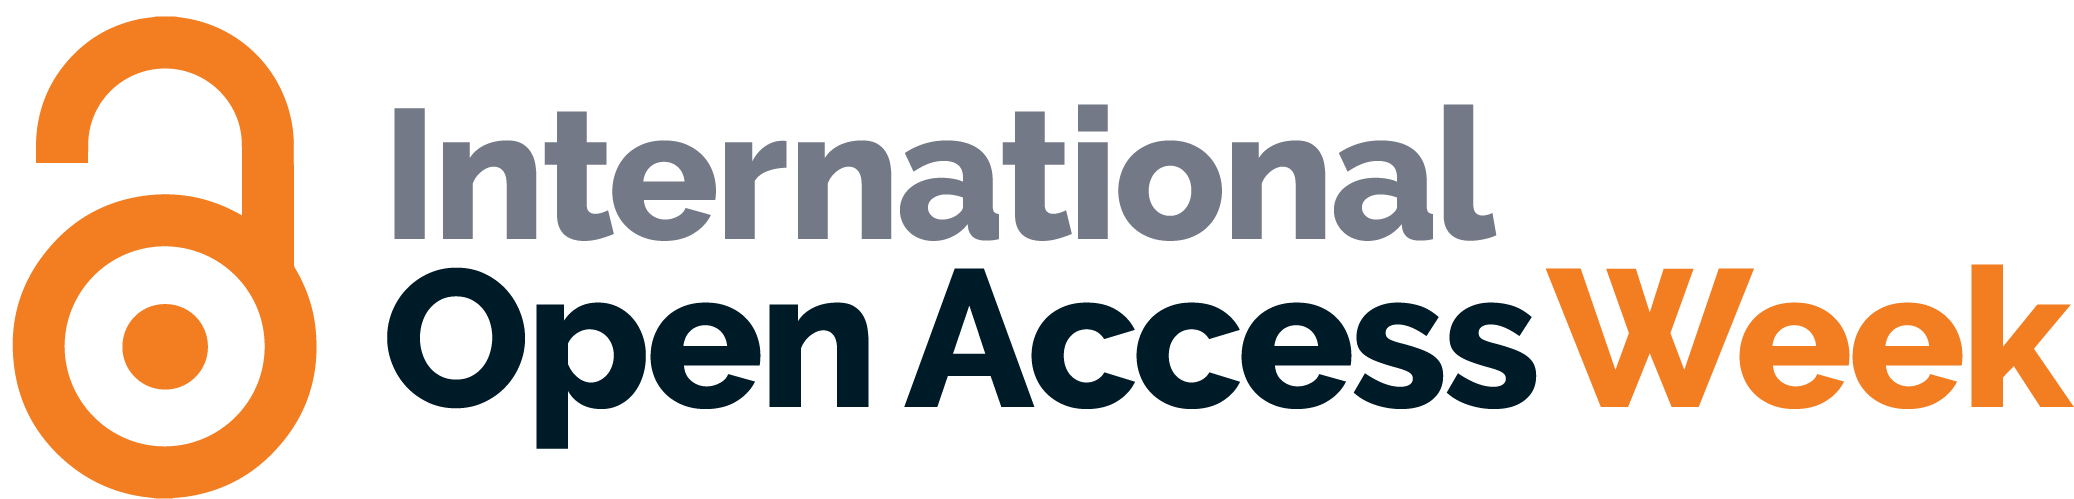 International
Open Access Week